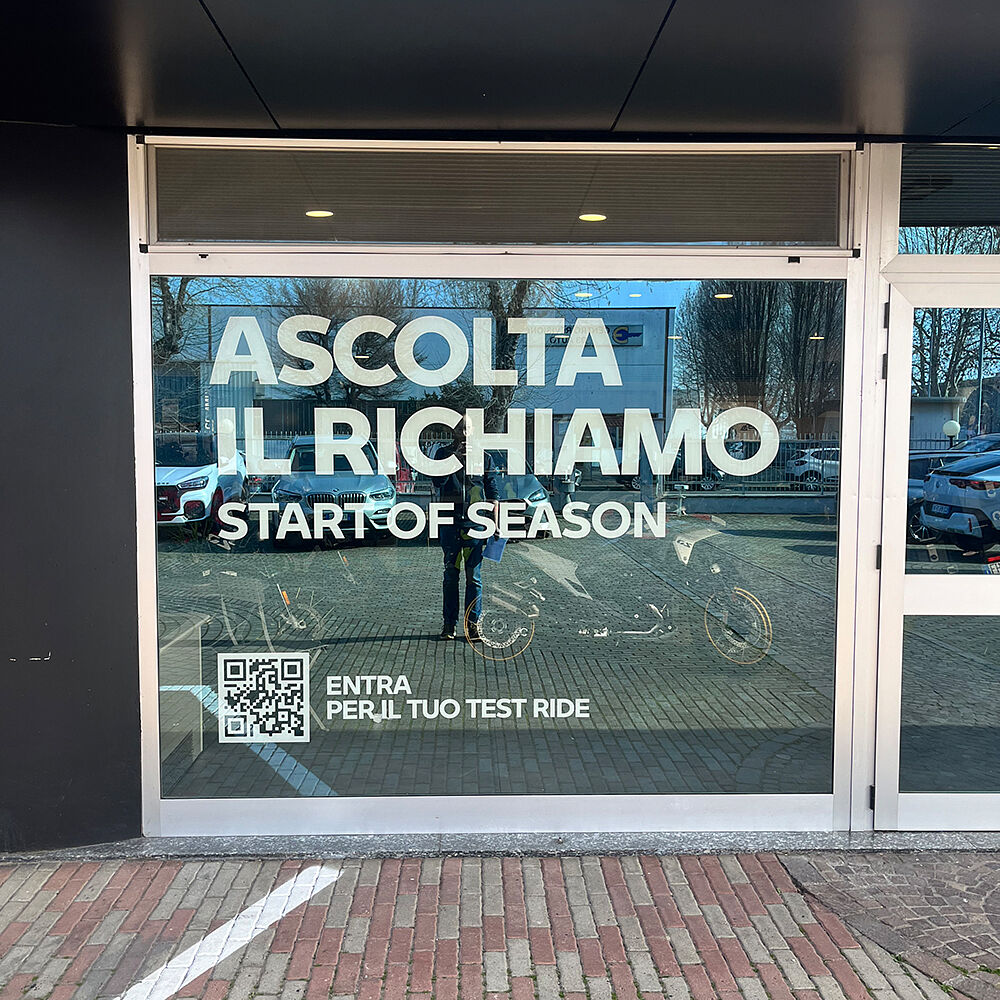 ASCOLTA
IL RICHIAMO
START OF SEASON
ENTRA
PER IL TUO TEST RIDE